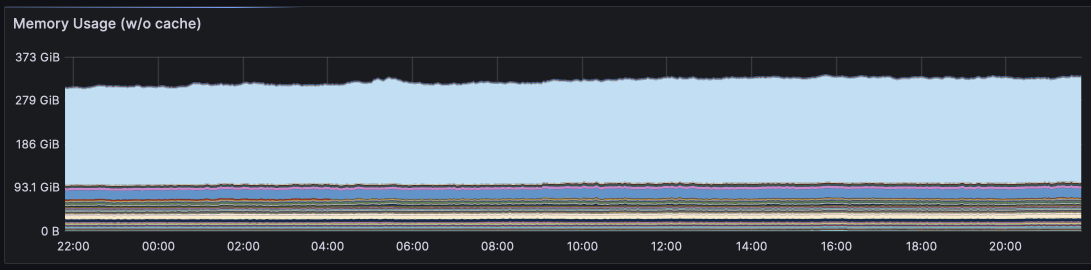 Memory Usage (w/o cache)
373 GiB
279 GiB
186 GiB
93.1 GiB
0 B
22:00 00:00 02:00 04:00 06:00 08:00 10:00 12:00 14:00 16:00 18:00 20:00